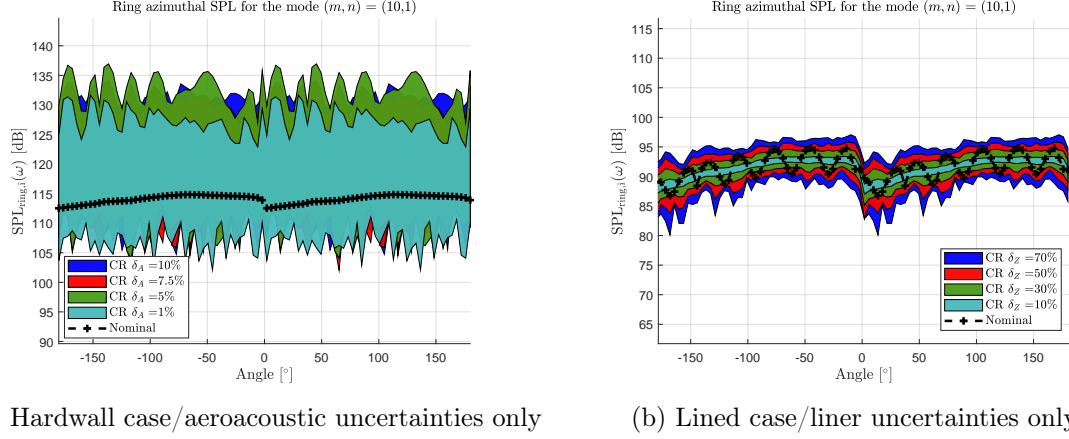 Ring azimuthal SPL for the mode (m, n) = (10,1)
140
135
130
125
120
115
110
105
100
95
90
SPL_ring,i(ω) [dB]
CR δ_A =10%
CR δ_A =7.5%
CR δ_A =5%
CR δ_A =1%
Nominal
-150 -100 -50 0 50 100 150
Angle [°]
Hardwall case/aeroacoustic uncertainties only
Ring azimuthal SPL for the mode (m, n) = (10,1)
115
110
105
100
95
90
85
80
75
70
65
SPL_ring,i(ω) [dB]
CR δ_Z =70%
CR δ_Z =50%
CR δ_Z =30%
CR δ_Z =10%
Nominal
-150 -100 -50 0 50 100 150
Angle [°]
(b) Lined case/liner uncertainties only